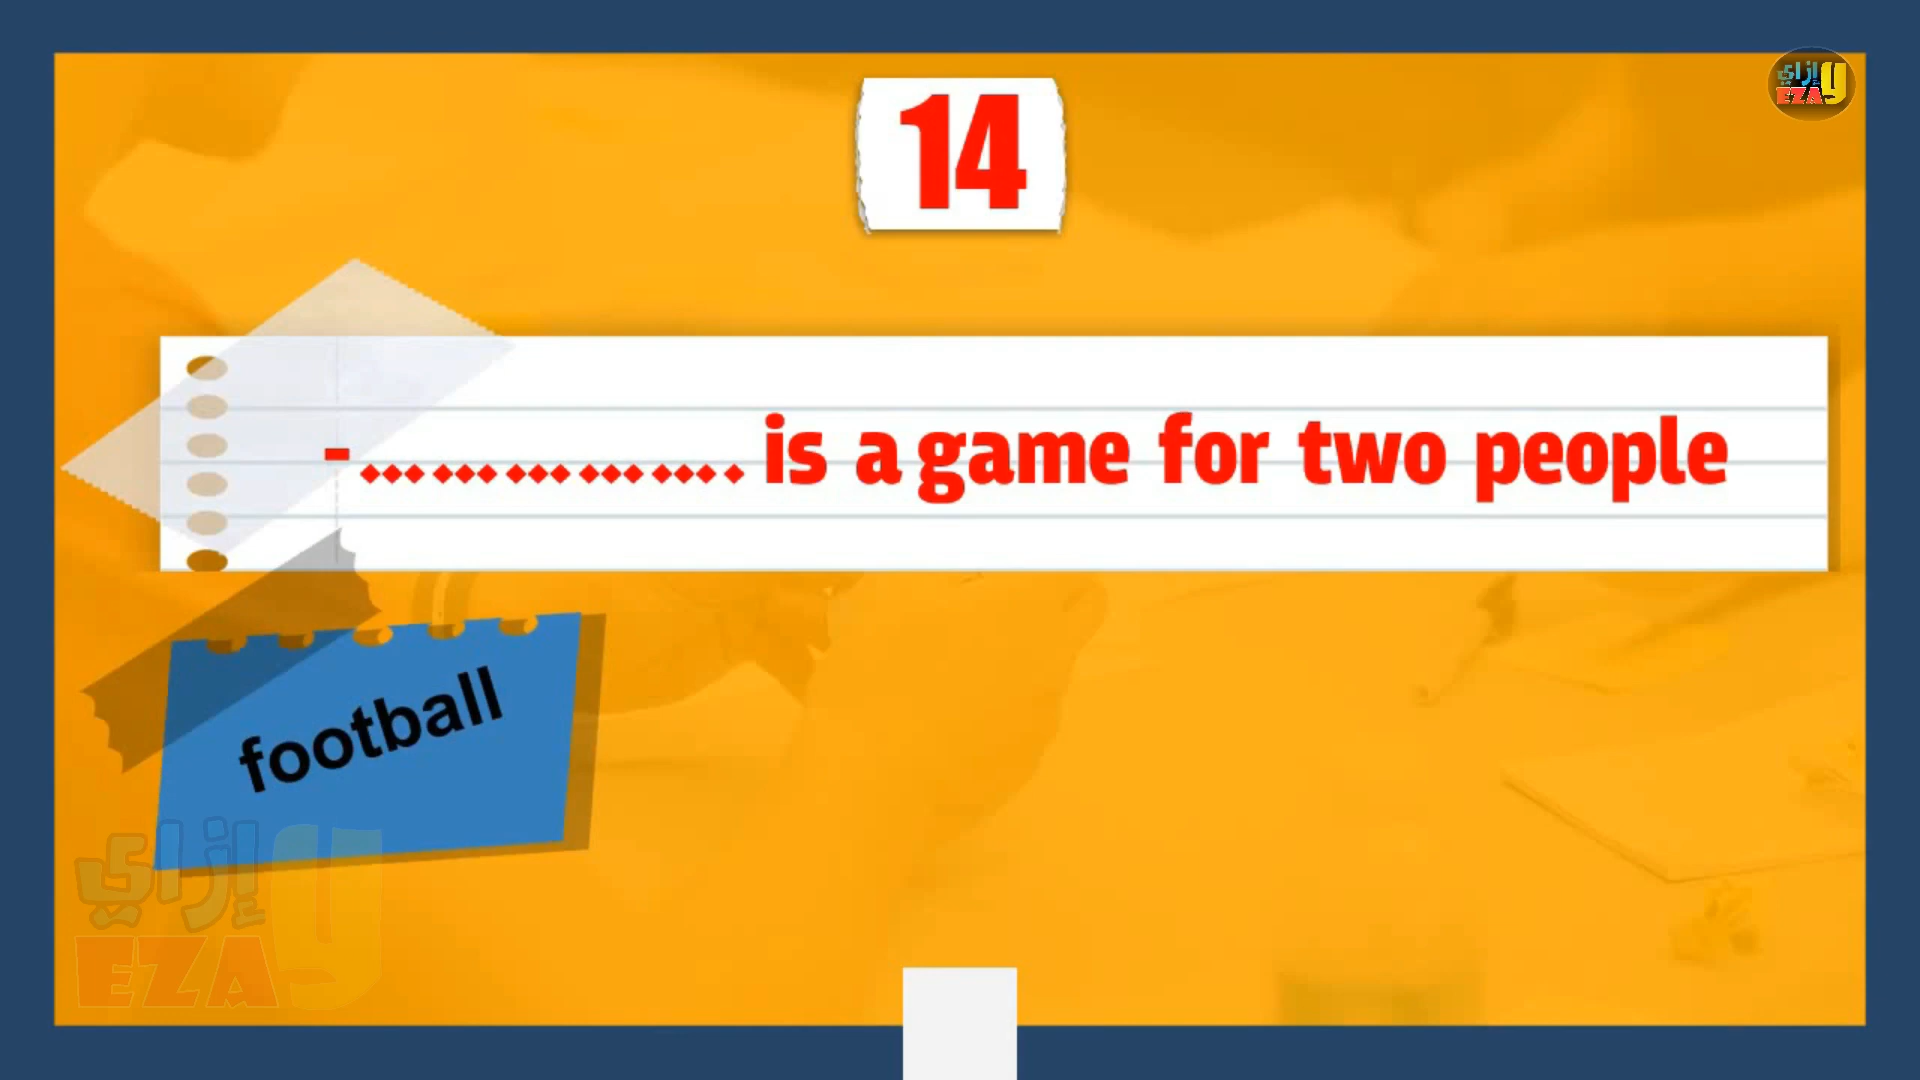 14
إزاي
EZAy
-................ is a game for two people
football
إزاي
EZAy